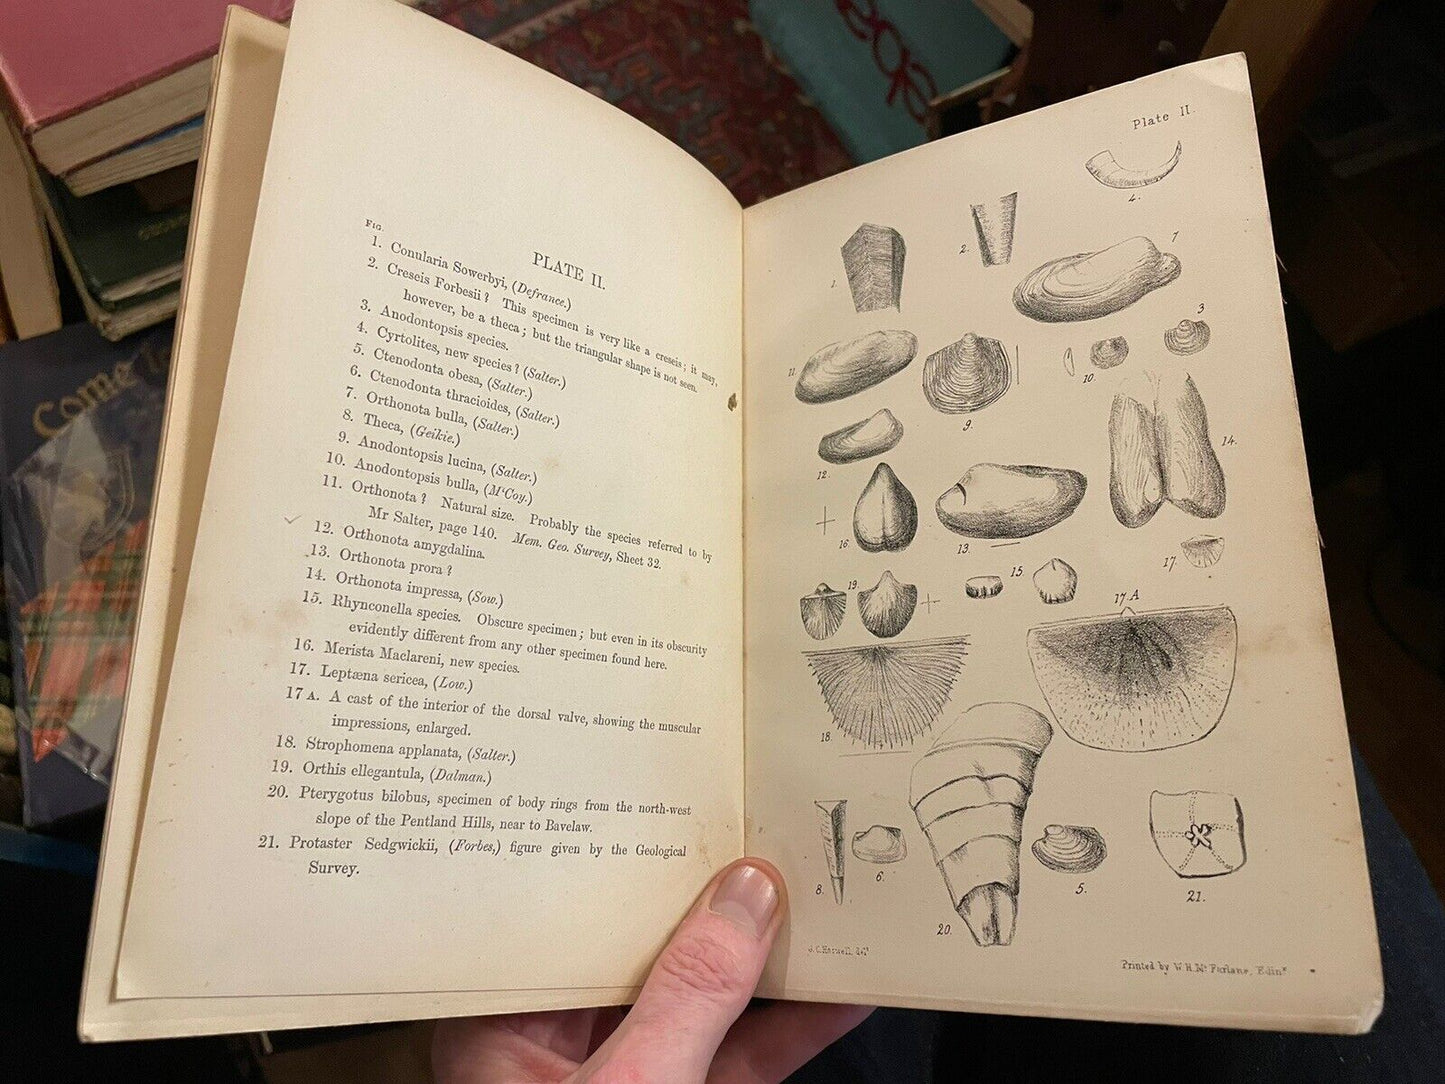 PLATE II.
FIG.
1. Conularia Sowerbyi, (Defrance.)
2. Creseis Forbesii? This specimen is very like a creseis; it may,
however, be a theca; but the triangular shape is not seen.
3. Anodontopsis species.
4. Cyrtolites, new species? (Salter.)
5. Ctenodonta obesa, (Salter.)
6. Ctenodonta thracioides, (Salter.)
7. Orthonota bulla, (Salter.)
8. Theca, (Geikie.)
9. Anodontopsis lucina, (Salter.)
10. Anodontopsis bulla, (M'Coy.)
11. Orthonota? Natural size. Probably the species referred to by
Mr Salter, page 140. Mem. Geo. Survey, Sheet 32.
12. Orthonota amygdalina.
13. Orthonota prora?
14. Orthonota impressa, (Sow.)
15. Rhynconella species. Obscure specimen; but even in its obscurity
evidently different from any other specimen found here.
16. Merista Maclareni, new species.
17. Leptæna sericea, (Low.)
17 A. A cast of the interior of the dorsal valve, showing the muscular
impressions, enlarged.
18. Strophomena applanata, (Salter.)
19. Orthis ellegantula, (Dalman.)
20. Pterygotus bilobus, specimen of body rings from the north-west
slope of the Pentland Hills, near to Bavelaw.
21. Protaster Sedgwickii, (Forbes,) figure given by the Geological
Survey.
Plate II.
4.
2.
7
1.
3
11.
10.
9.
14.
12.
16.
13.
17.
19.
15.
17 A
18.
8.
6.
20.
5.
21.
Printed by W. H. Mc Farlane, Edinr
Come